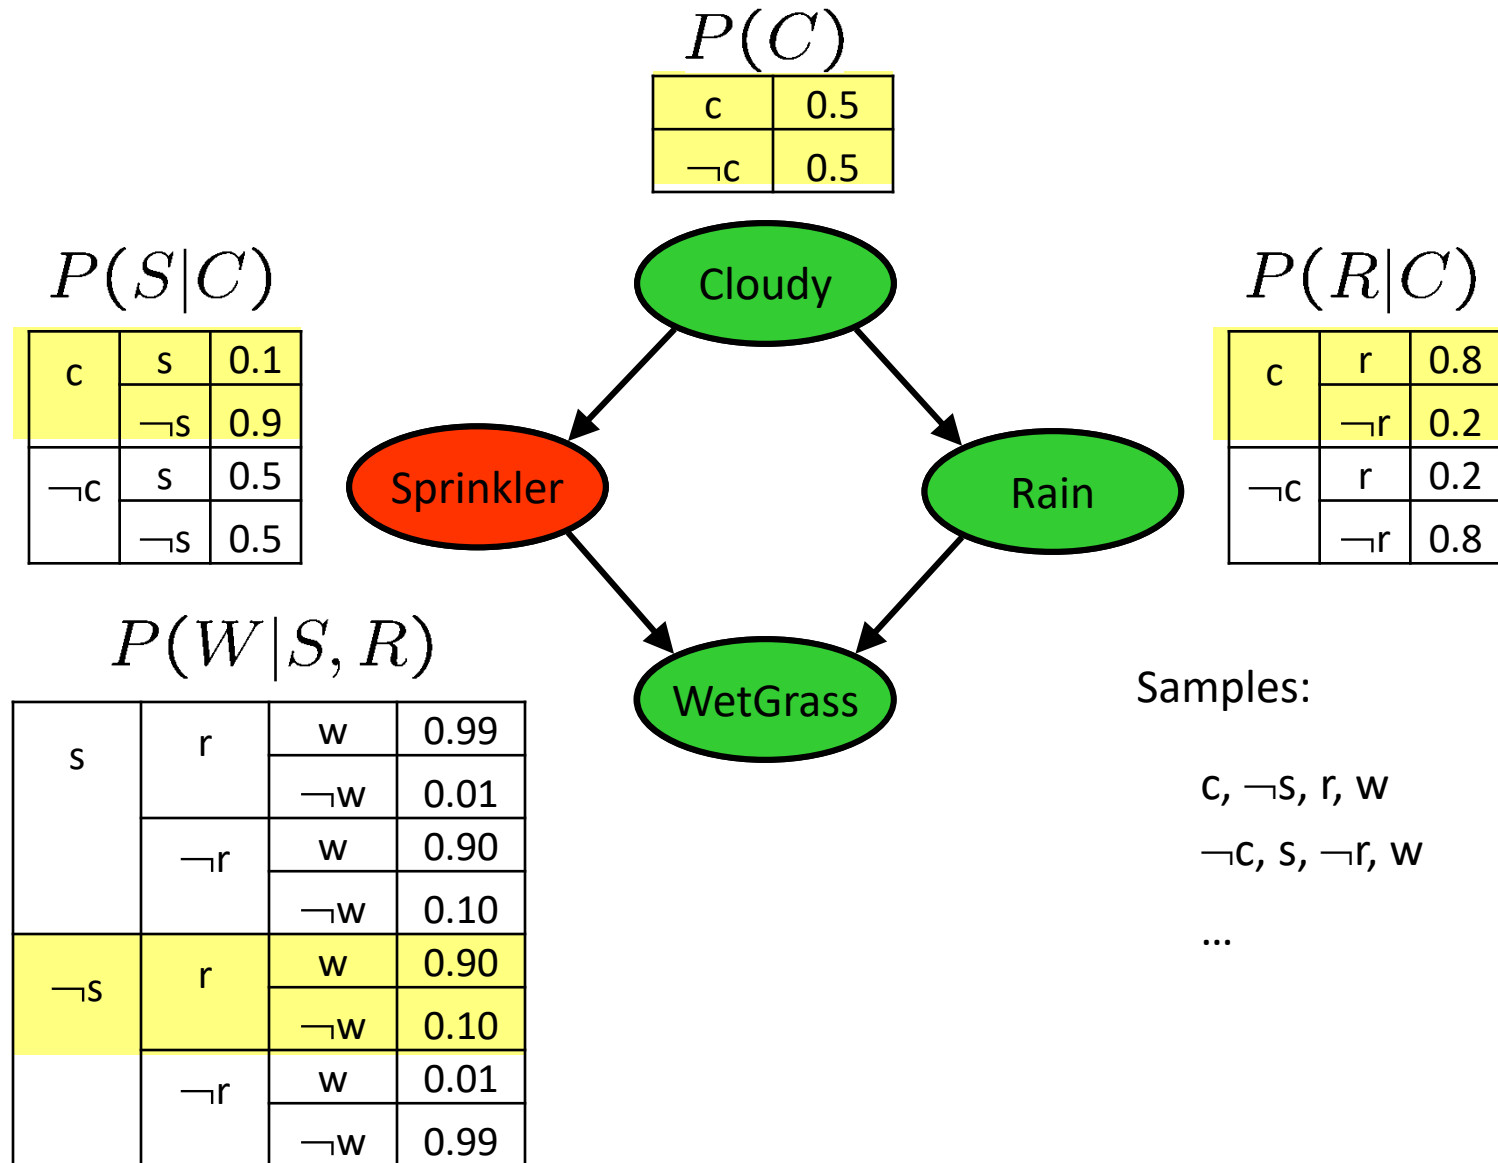 P(C)
c 0.5
¬c 0.5
P(S|C)
c s 0.1
¬s 0.9
¬c s 0.5
¬s 0.5
Cloudy
P(R|C)
c r 0.8
¬r 0.2
¬c r 0.2
¬r 0.8
Sprinkler
Rain
P(W|S, R)
s r w 0.99
¬w 0.01
¬r w 0.90
¬w 0.10
¬s r w 0.90
¬w 0.10
¬r w 0.01
¬w 0.99
WetGrass
Samples:
c, ¬s, r, w
¬c, s, ¬r, w
...